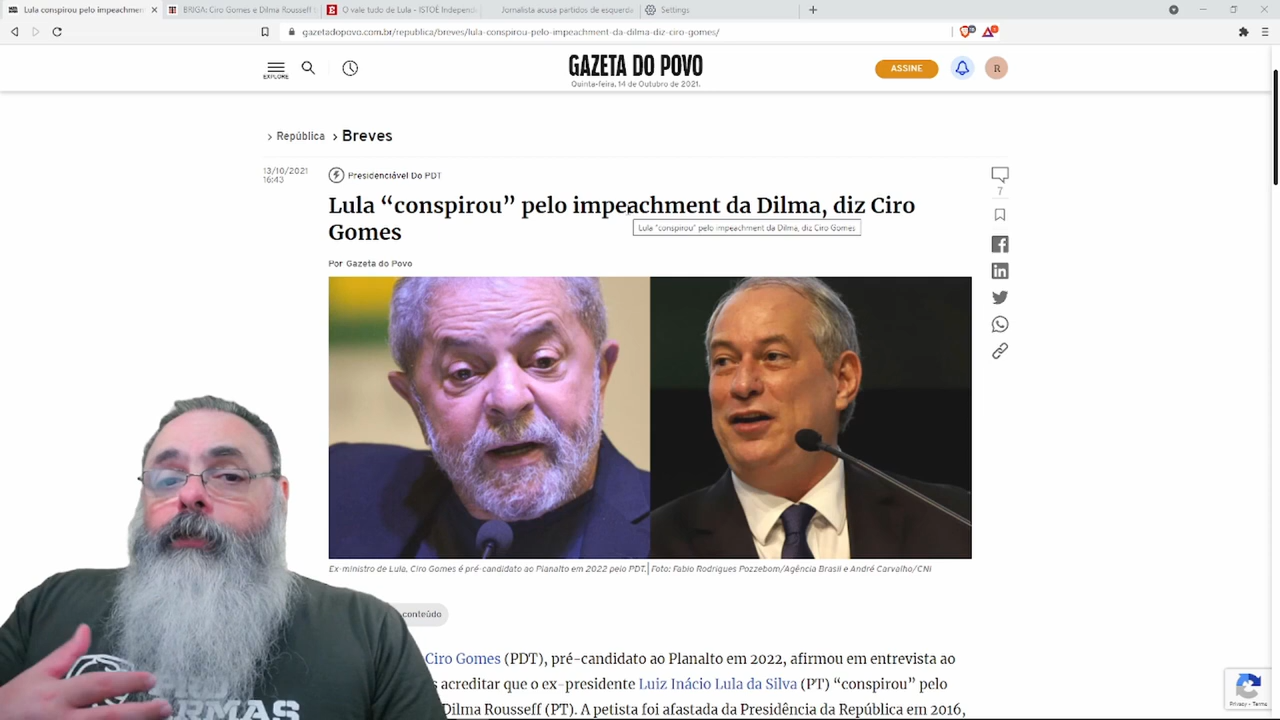 Lula conspirou pelo impeachmen
BRIGA: Ciro Gomes e Dilma Rousseff
O vale tudo de Lula - ISTOÉ Independ
Jornalista acusa partidos de esquerda
Settings
gazetadopovo.com.br/republica/breves/lula-conspirou-pelo-impeachment-da-dilma-diz-ciro-gomes/
EXPLORE
GAZETA DO POVO
Quinta-feira, 14 de Outubro de 2021.
ASSINE
R
> República > Breves
13/10/2021
16:43
Presidenciável Do PDT
7
Lula “conspirou” pelo impeachment da Dilma, diz Ciro
Gomes
Lula "conspirou" pelo impeachment da Dilma, diz Ciro Gomes
Por Gazeta do Povo
Ex-ministro de Lula, Ciro Gomes é pré-candidato ao Planalto em 2022 pelo PDT.| Foto: Fabio Rodrigues Pozzebom/Agência Brasil e André Carvalho/CNI
conteúdo
Ciro Gomes (PDT), pré-candidato ao Planalto em 2022, afirmou em entrevista ao
s acreditar que o ex-presidente Luiz Inácio Lula da Silva (PT) “conspirou” pelo
Dilma Rousseff (PT). A petista foi afastada da Presidência da República em 2016,
Privacy - Terms